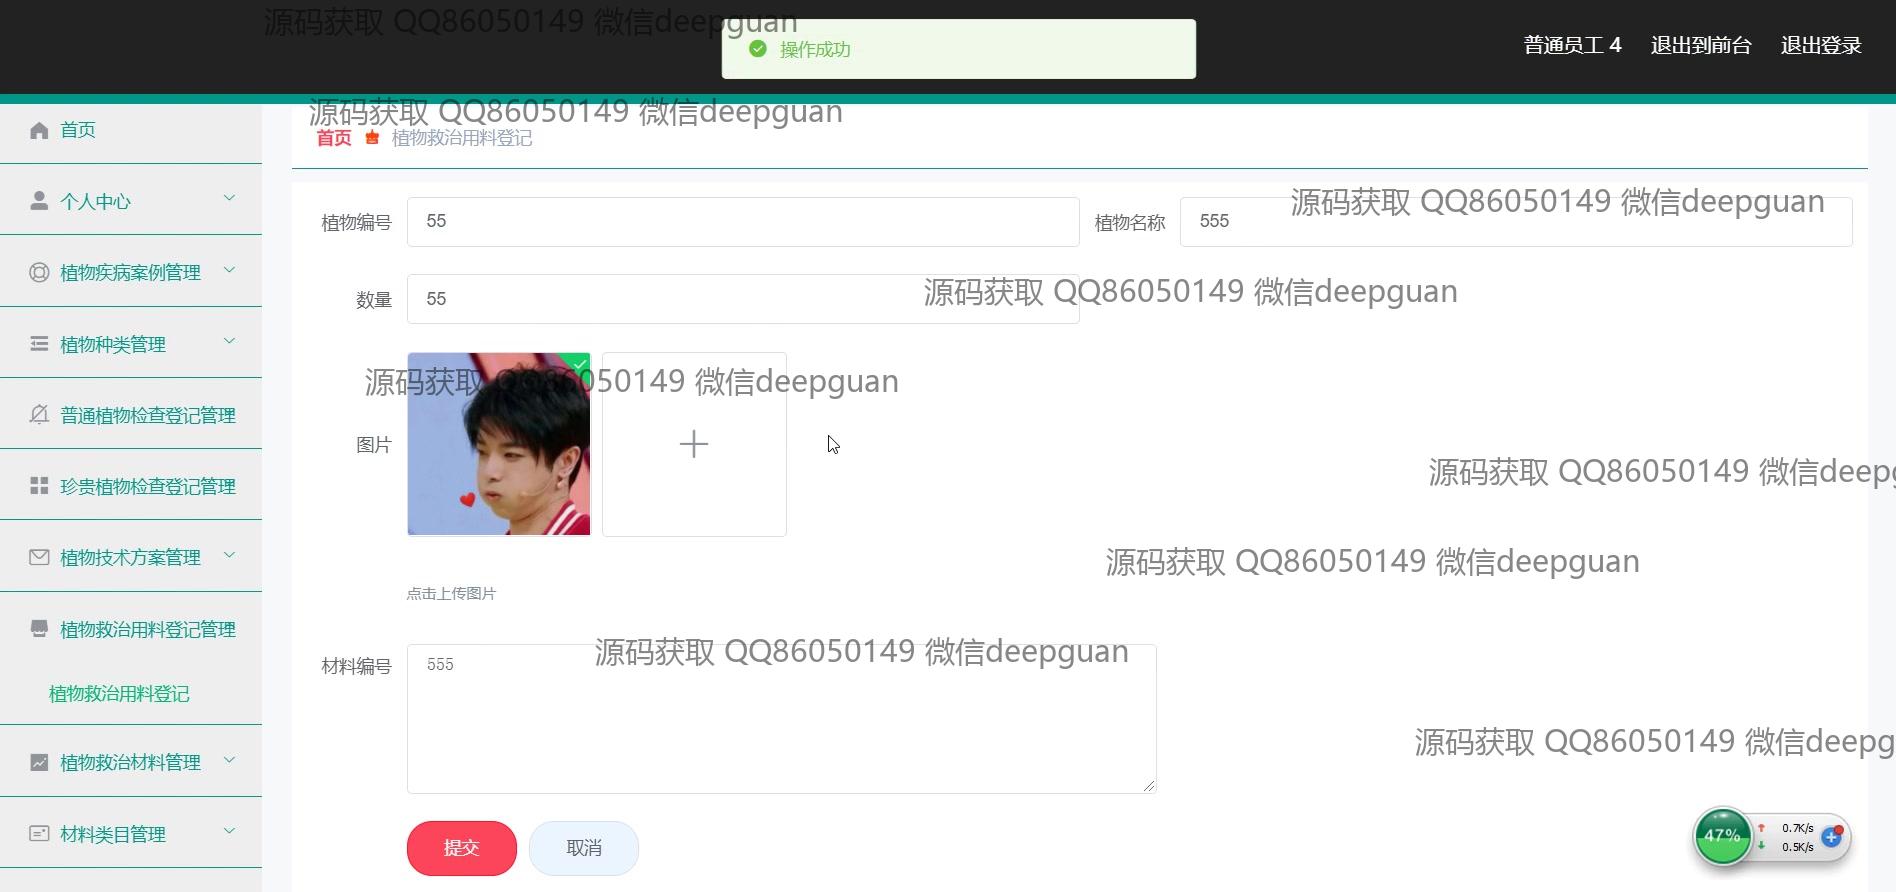 源码获取 QQ86050149 微信deepguan
操作成功
普通员工 4
退出到前台
退出登录
源码获取 QQ86050149 微信deepguan
首页
首页
植物救治用料登记
个人中心
源码获取 QQ86050149 微信deepguan
植物编号
55
植物名称
555
植物疾病案例管理
数量
55
源码获取 QQ86050149 微信deepguan
植物种类管理
源码获取 QQ86050149 微信deepguan
普通植物检查登记管理
图片
源码获取 QQ86050149 微信deepg
珍贵植物检查登记管理
植物技术方案管理
源码获取 QQ86050149 微信deepguan
点击上传图片
植物救治用料登记管理
源码获取 QQ86050149 微信deepguan
材料编号
555
植物救治用料登记
源码获取 QQ86050149 微信deepg
植物救治材料管理
材料类目管理
提交
取消
47%
0.7K/s
0.5K/s